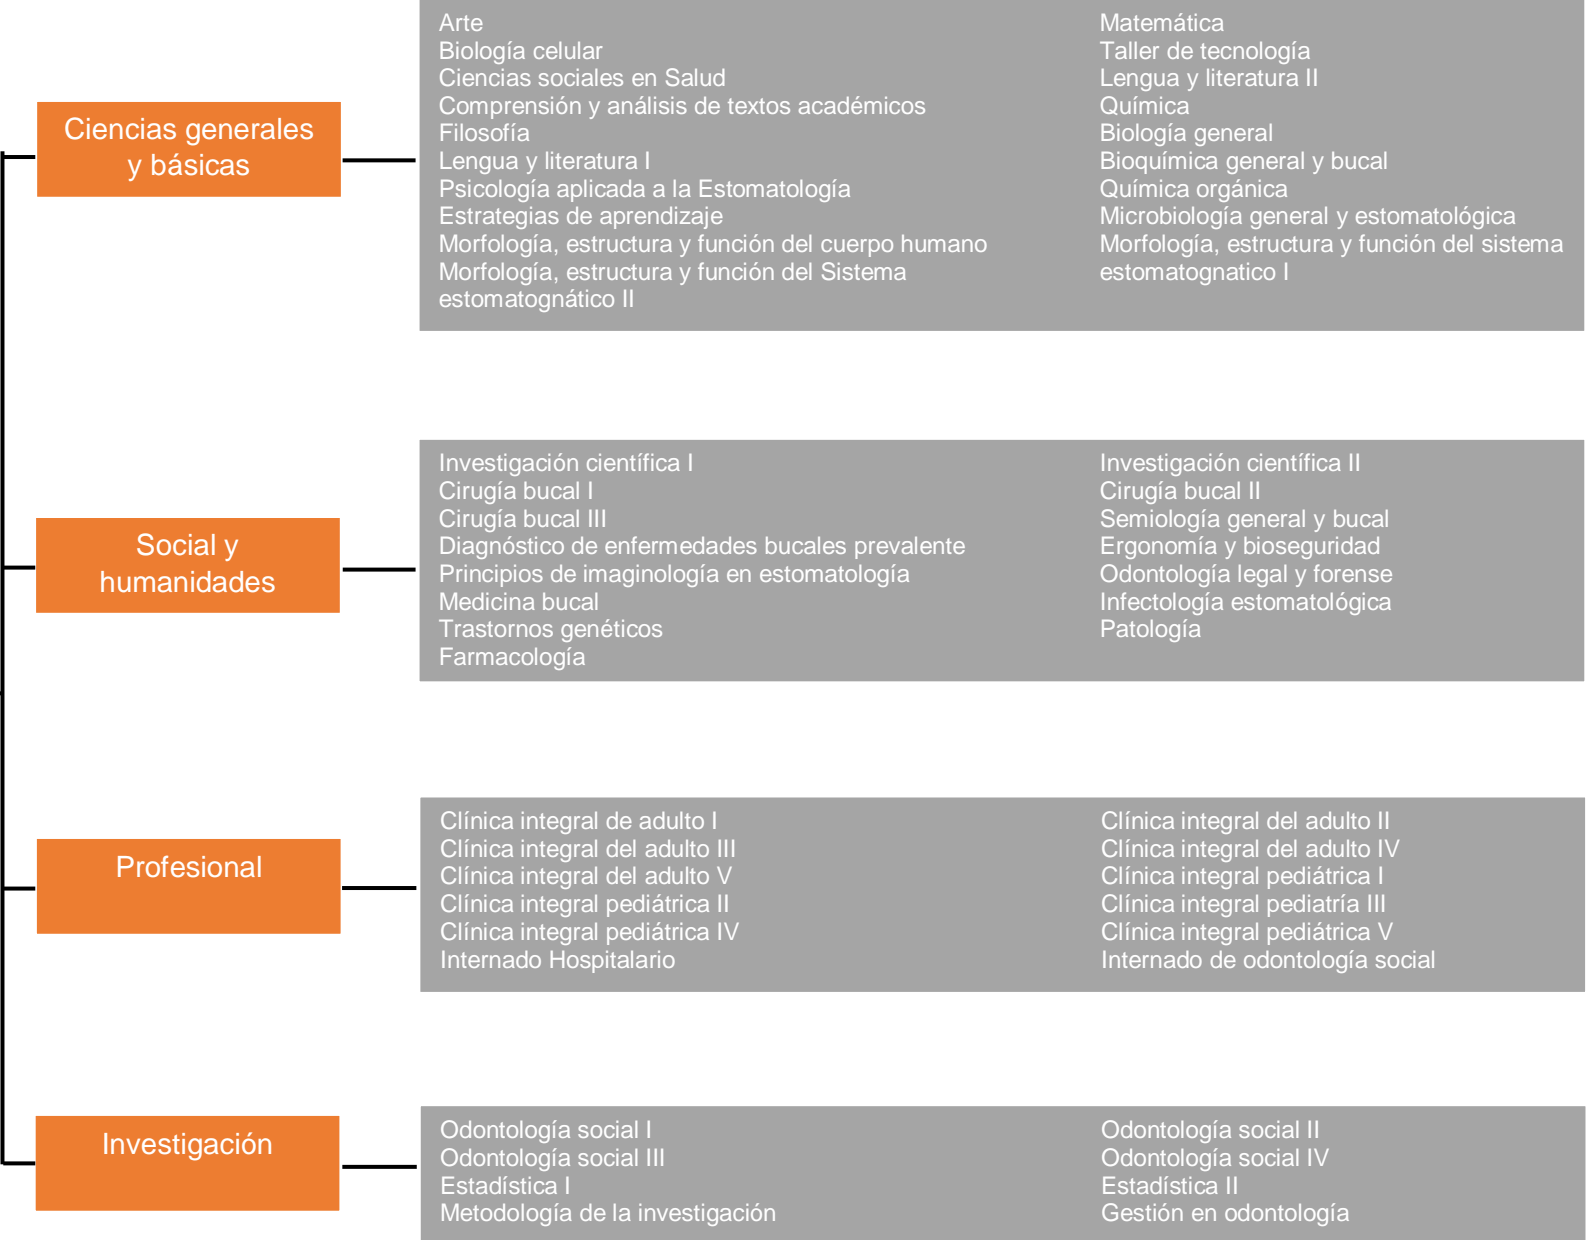 Ciencias generales
y básicas
Arte
Biología celular
Ciencias sociales en Salud
Comprensión y análisis de textos académicos
Filosofía
Lengua y literatura I
Psicología aplicada a la Estomatología
Estrategias de aprendizaje
Morfología, estructura y función del cuerpo humano
Morfología, estructura y función del Sistema
estomatognático II
Matemática
Taller de tecnología
Lengua y literatura II
Química
Biología general
Bioquímica general y bucal
Química orgánica
Microbiología general y estomatológica
Morfología, estructura y función del sistema
estomatognatico I
Social y
humanidades
Investigación científica I
Cirugía bucal I
Cirugía bucal III
Diagnóstico de enfermedades bucales prevalente
Principios de imaginología en estomatología
Medicina bucal
Trastornos genéticos
Farmacología
Investigación científica II
Cirugía bucal II
Semiología general y bucal
Ergonomía y bioseguridad
Odontología legal y forense
Infectología estomatológica
Patología
Profesional
Clínica integral de adulto I
Clínica integral del adulto III
Clínica integral del adulto V
Clínica integral pediátrica II
Clínica integral pediátrica IV
Internado Hospitalario
Clínica integral del adulto II
Clínica integral del adulto IV
Clínica integral pediátrica I
Clínica integral pediatría III
Clínica integral pediátrica V
Internado de odontología social
Investigación
Odontología social I
Odontología social III
Estadística I
Metodología de la investigación
Odontología social II
Odontología social IV
Estadística II
Gestión en odontología